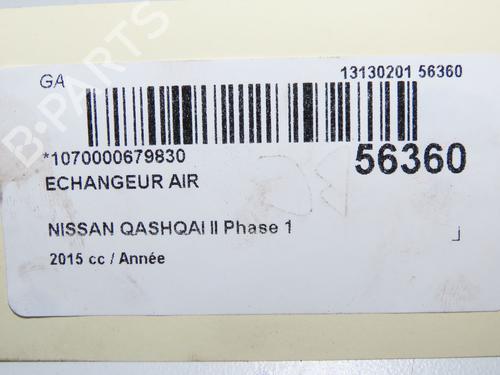 GA
13130201 56360
*1070000679830
56360
ECHANGEUR AIR
NISSAN QASHQAI II Phase 1
2015 cc / Année
B-PARTS